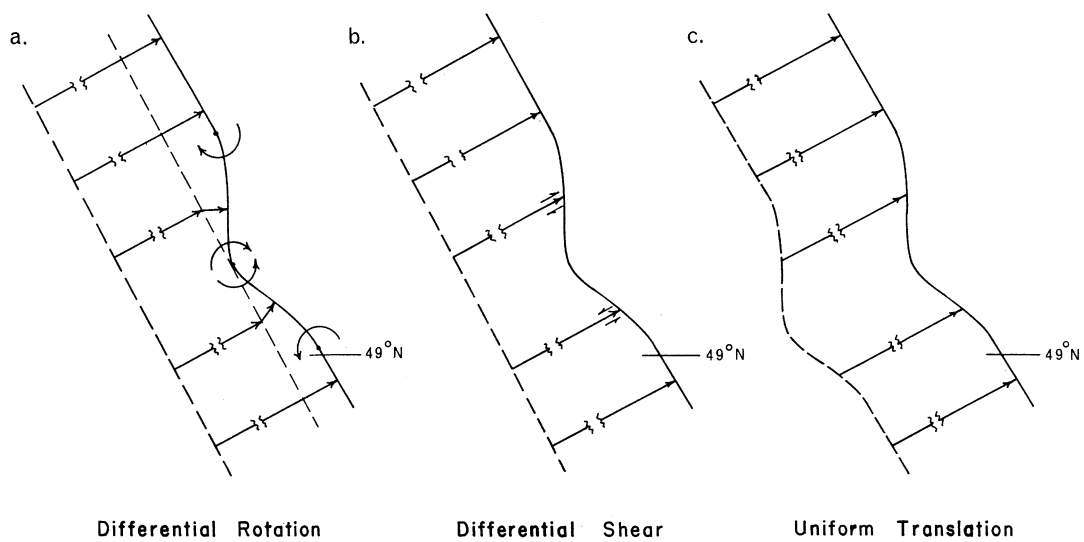 a.
b.
c.
49°N
49°N
49°N
Differential Rotation
Differential Shear
Uniform Translation